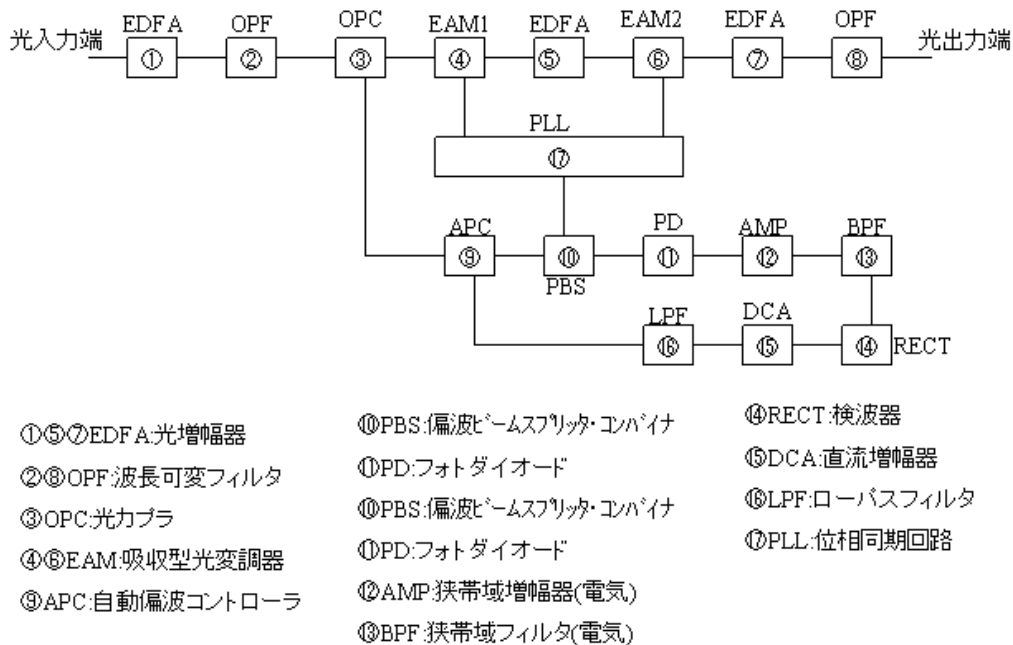 EDFA OPF OPC EAM1 EDFA EAM2 EDFA OPF
光入力端 ① ② ③ ④ ⑤ ⑥ ⑦ ⑧ 光出力端
PLL
⑰
APC PD AMP BPF
⑨ ⑩ ⑪ ⑫ ⑬
PBS
LPF DCA
⑯ ⑮ ⑭ RECT
①⑤⑦EDFA:光増幅器
②⑧OPF:波長可変フィルタ
③OPC:光カプラ
④⑥EAM:吸収型光変調器
⑨APC:自動偏波コントローラ
⑩PBS:偏波ビームスプリッタ・コンバイナ
⑪PD:フォトダイオード
⑩PBS:偏波ビームスプリッタ・コンバイナ
⑪PD:フォトダイオード
⑫AMP:狭帯域増幅器(電気)
⑬BPF:狭帯域フィルタ(電気)
⑭RECT:検波器
⑮DCA:直流増幅器
⑯LPF:ローパスフィルタ
⑰PLL:位相同期回路